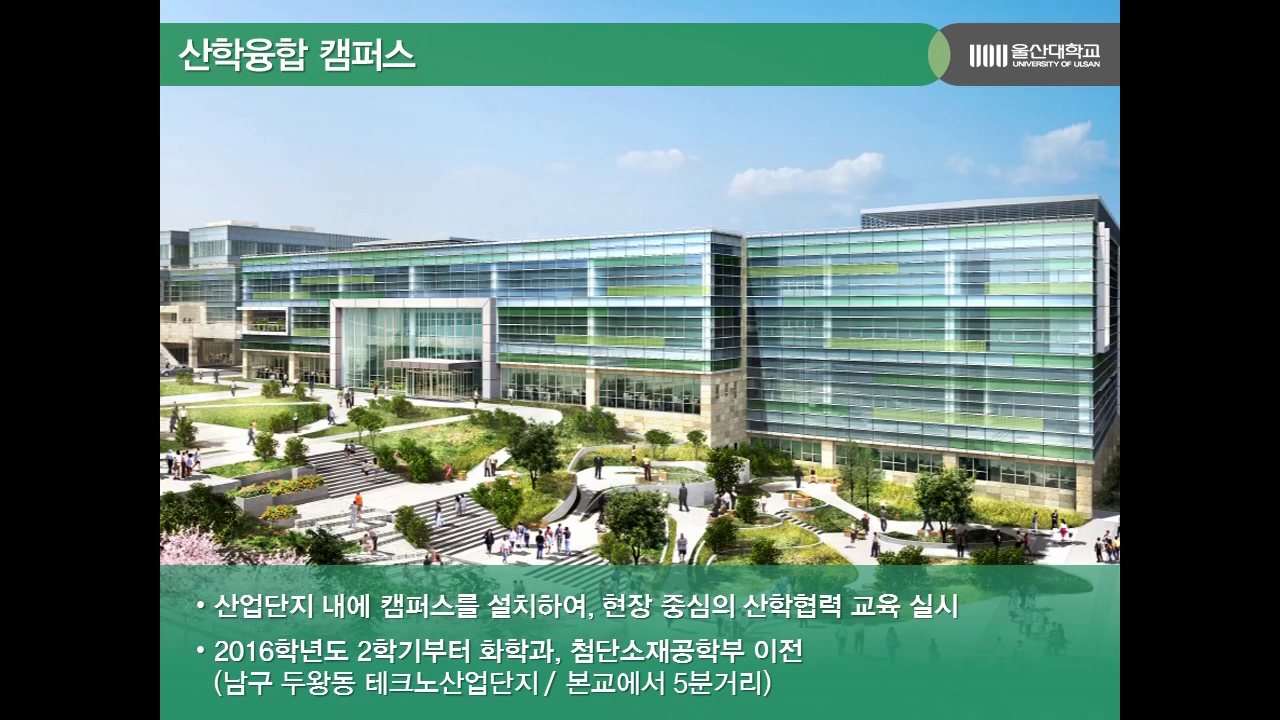 산학융합 캠퍼스
울산대학교
UNIVERSITY OF ULSAN
• 산업단지 내에 캠퍼스를 설치하여, 현장 중심의 산학협력 교육 실시
• 2016학년도 2학기부터 화학과, 첨단소재공학부 이전
(남구 두왕동 테크노산업단지 / 본교에서 5분거리)